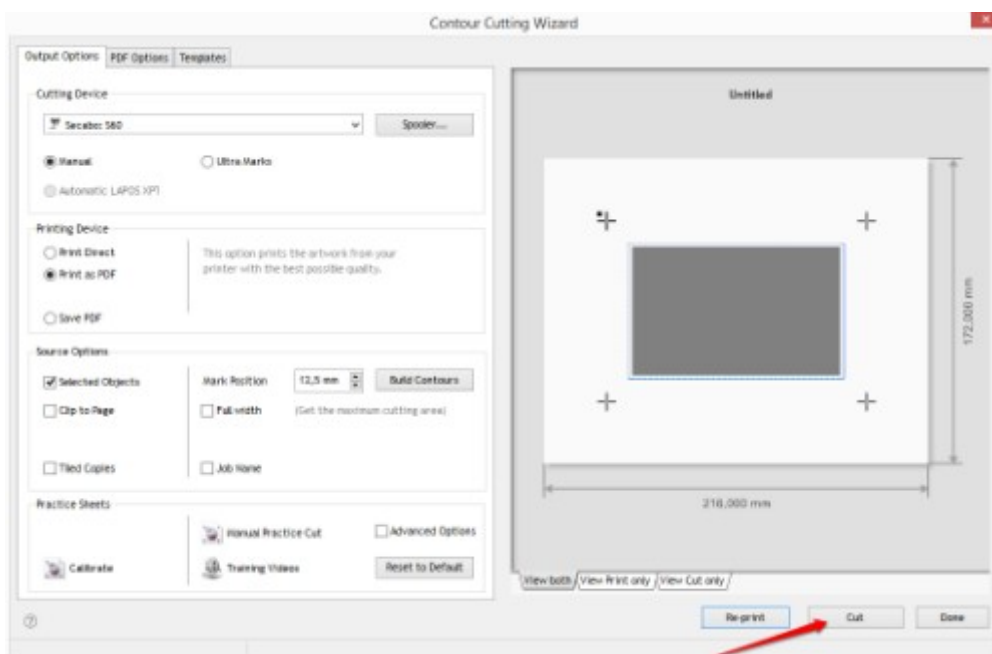 Contour Cutting Wizard
Output Options PDF Options Templates
Cutting Device
Secabo S60
Spooler....
Manual
Ultra Marks
Automatic LAPOS XPT
Printing Device
Print Direct
Print as PDF
Save PDF
This option prints the artwork from your
printer with the best possible quality.
Source Options
Selected Objects
Mark Position 12,5 mm Build Contours
Clip to Page
Full width (Get the maximum cutting area)
Tiled Copies
Job Name
Practice Sheets
Manual Practice Cut
Advanced Options
Calibrate
Training Videos
Reset to Default
Untitled
172,000 mm
216,000 mm
View both View Print only View Cut only
Re-print Cut Done